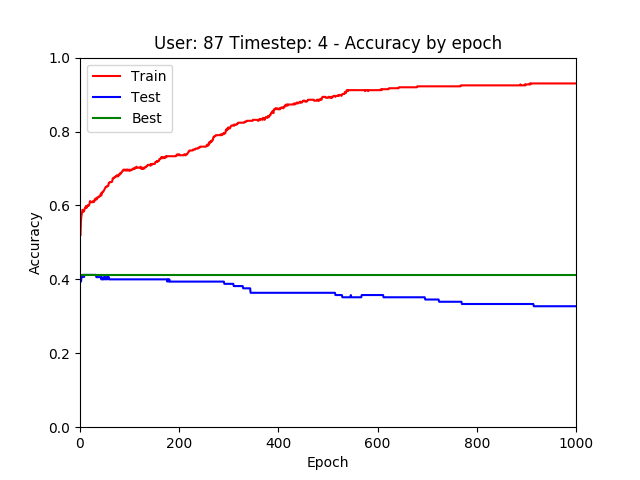 User: 87 Timestep: 4 - Accuracy by epoch
Train
Test
Best
Accuracy
1.0
0.8
0.6
0.4
0.2
0.0
0 200 400 600 800 1000
Epoch